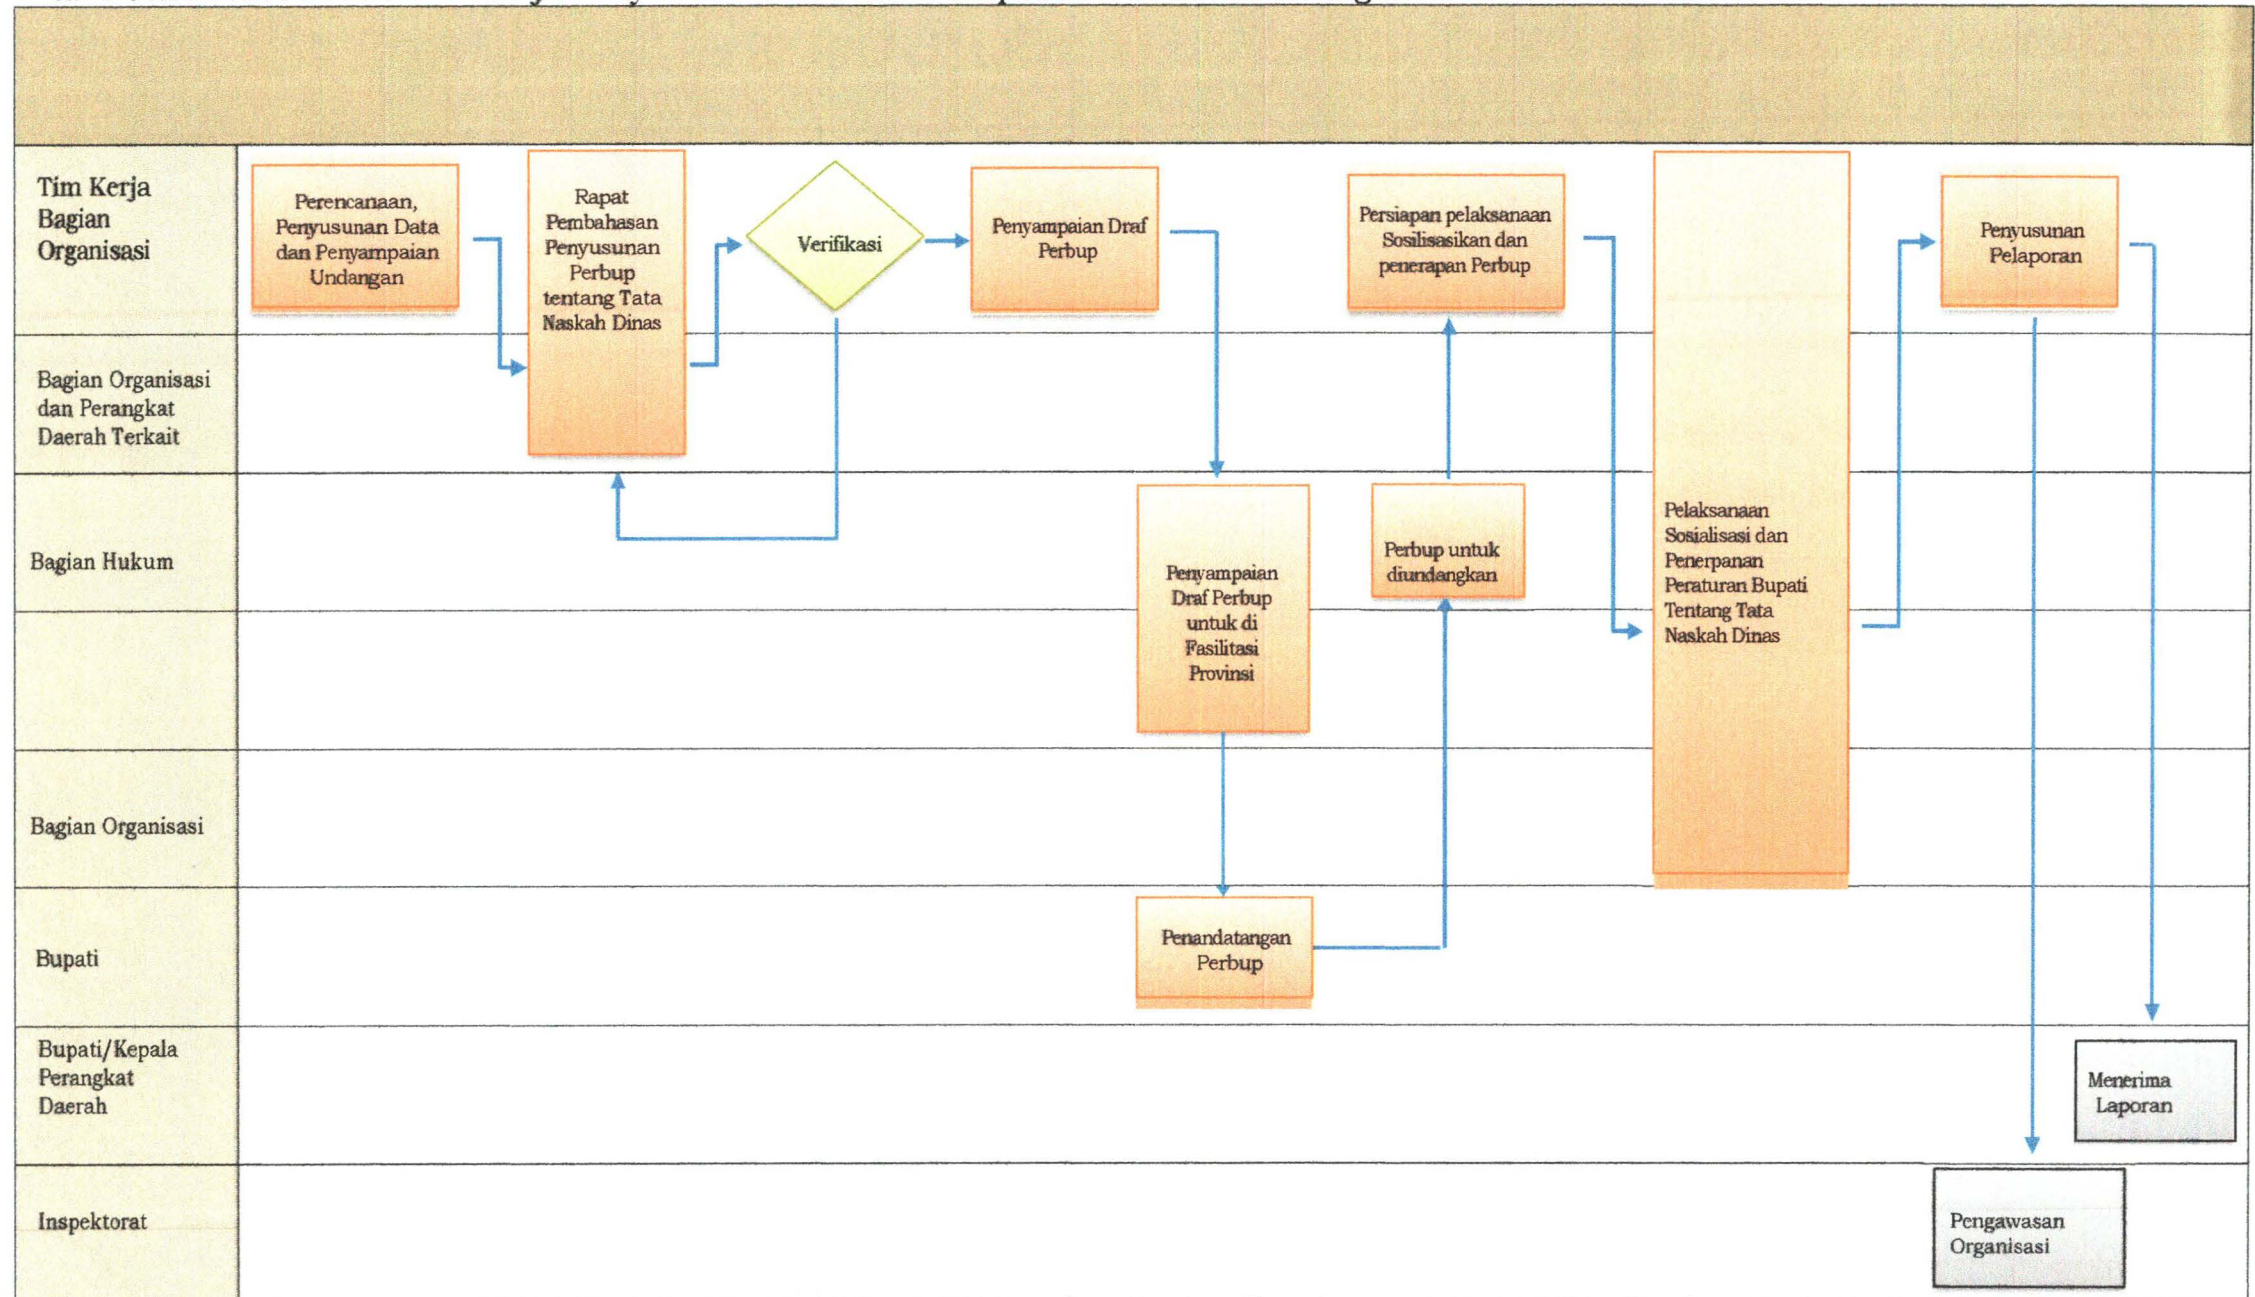 Tim Kerja
Bagian
Organisasi
Perencanaan,
Penyusunan Data
dan Penyampaian
Undangan
Rapat
Pembahasan
Penyusunan
Perbup
tentang Tata
Naskah Dinas
Verifikasi
Penyampaian Draf
Perbup
Persiapan pelaksanaan
Sosilisasikan dan
penerapan Perbup
Penyusunan
Pelaporan
Bagian Organisasi
dan Perangkat
Daerah Terkait
Bagian Hukum
Penyampaian
Draf Perbup
untuk di
Fasilitasi
Provinsi
Perbup untuk
diundangkan
Pelaksanaan
Sosialisasi dan
Penerpanan
Peraturan Bupati
Tentang Tata
Naskah Dinas
Bagian Organisasi
Bupati
Penandatangan
Perbup
Bupati/Kepala
Perangkat
Daerah
Menerima
Laporan
Inspektorat
Pengawasan
Organisasi